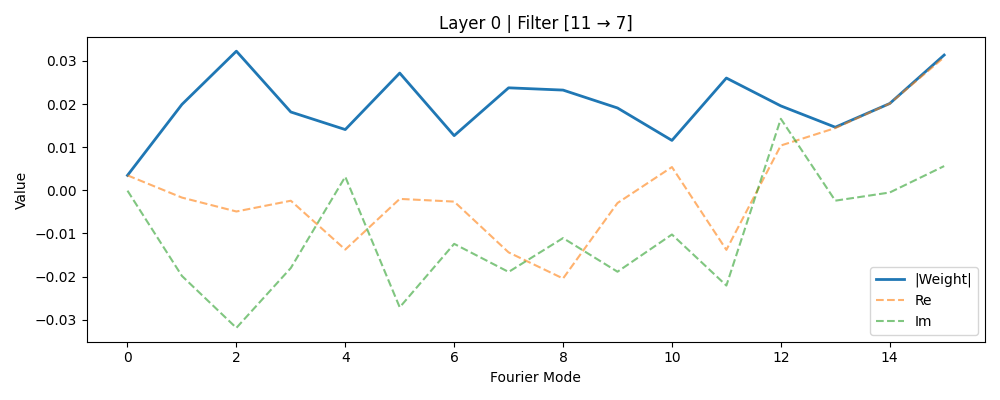 Layer 0 | Filter [11 → 7]
0.03
0.02
0.01
0.00
−0.01
−0.02
−0.03
Value
|Weight|
Re
Im
0 2 4 6 8 10 12 14
Fourier Mode